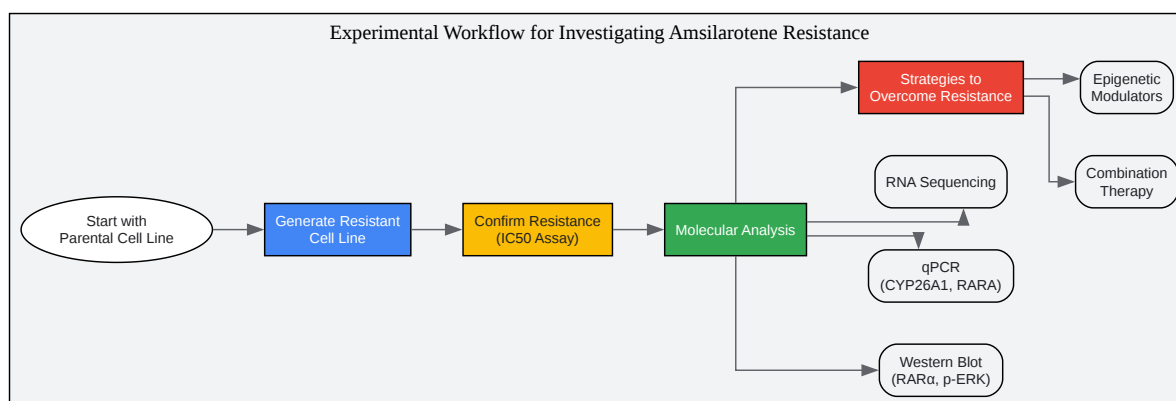 Experimental Workflow for Investigating Amsilarotene Resistance
Start with
Parental Cell Line
Generate Resistant
Cell Line
Confirm Resistance
(IC50 Assay)
Molecular Analysis
Strategies to
Overcome Resistance
Epigenetic
Modulators
Combination
Therapy
RNA Sequencing
qPCR
(CYP26A1, RARA)
Western Blot
(RARα, p-ERK)